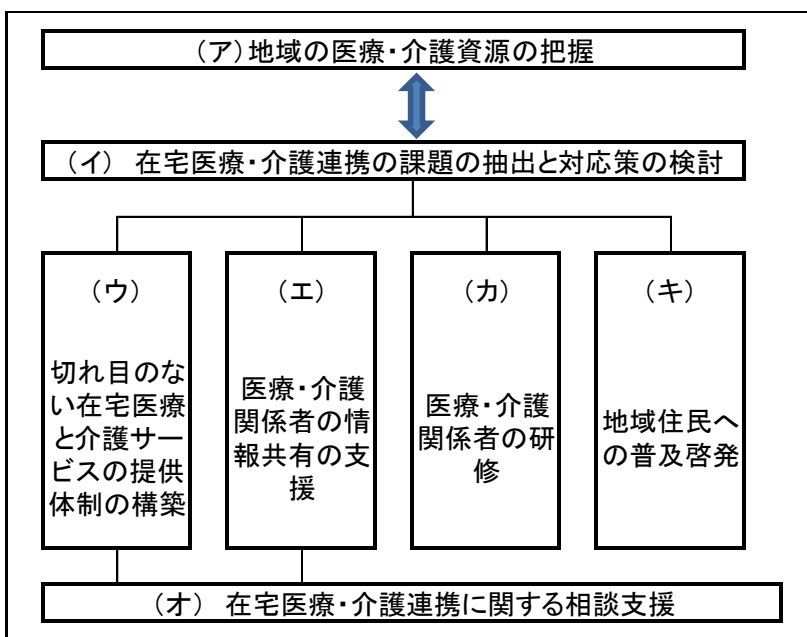 (ア)地域の医療・介護資源の把握
(イ) 在宅医療・介護連携の課題の抽出と対応策の検討
(ウ)
切れ目のな
い在宅医療
と介護サー
ビスの提供
体制の構築
(エ)
医療・介護
関係者の情
報共有の支
援
(カ)
医療・介護
関係者の研
修
(キ)
地域住民へ
の普及啓発
(オ) 在宅医療・介護連携に関する相談支援